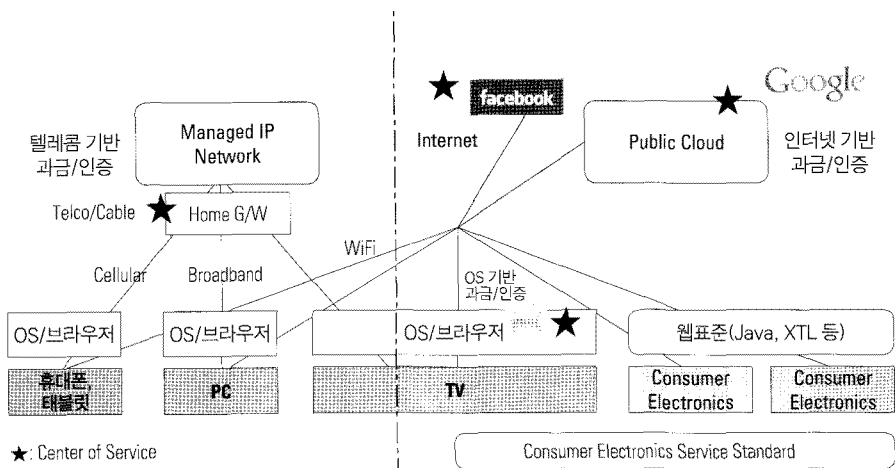 facebook
Google
Managed IP
Network
텔레콤 기반
과금/인증
Internet
Public Cloud
인터넷 기반
과금/인증
Telco/Cable
Home G/W
WiFi
Cellular
Broadband
OS 기반
과금/인증
OS/브라우저
OS/브라우저
OS/브라우저
웹표준(Java, XTL 등)
휴대폰,
태블릿
PC
TV
Consumer
Electronics
Consumer
Electronics
★: Center of Service
Consumer Electronics Service Standard